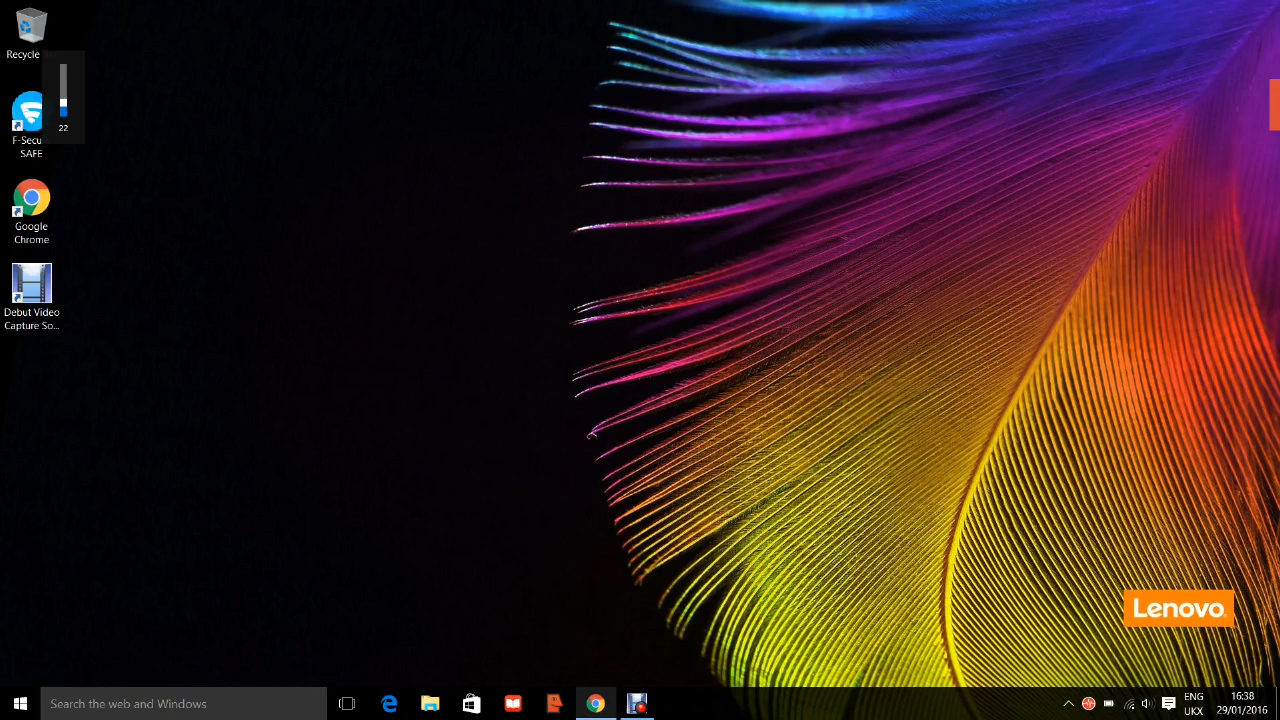 Recycle
22
F-Secu
SAFE
Google
Chrome
Debut Video
Capture So...
Lenovo
Search the web and Windows
ENG
UKX
16:38
29/01/2016